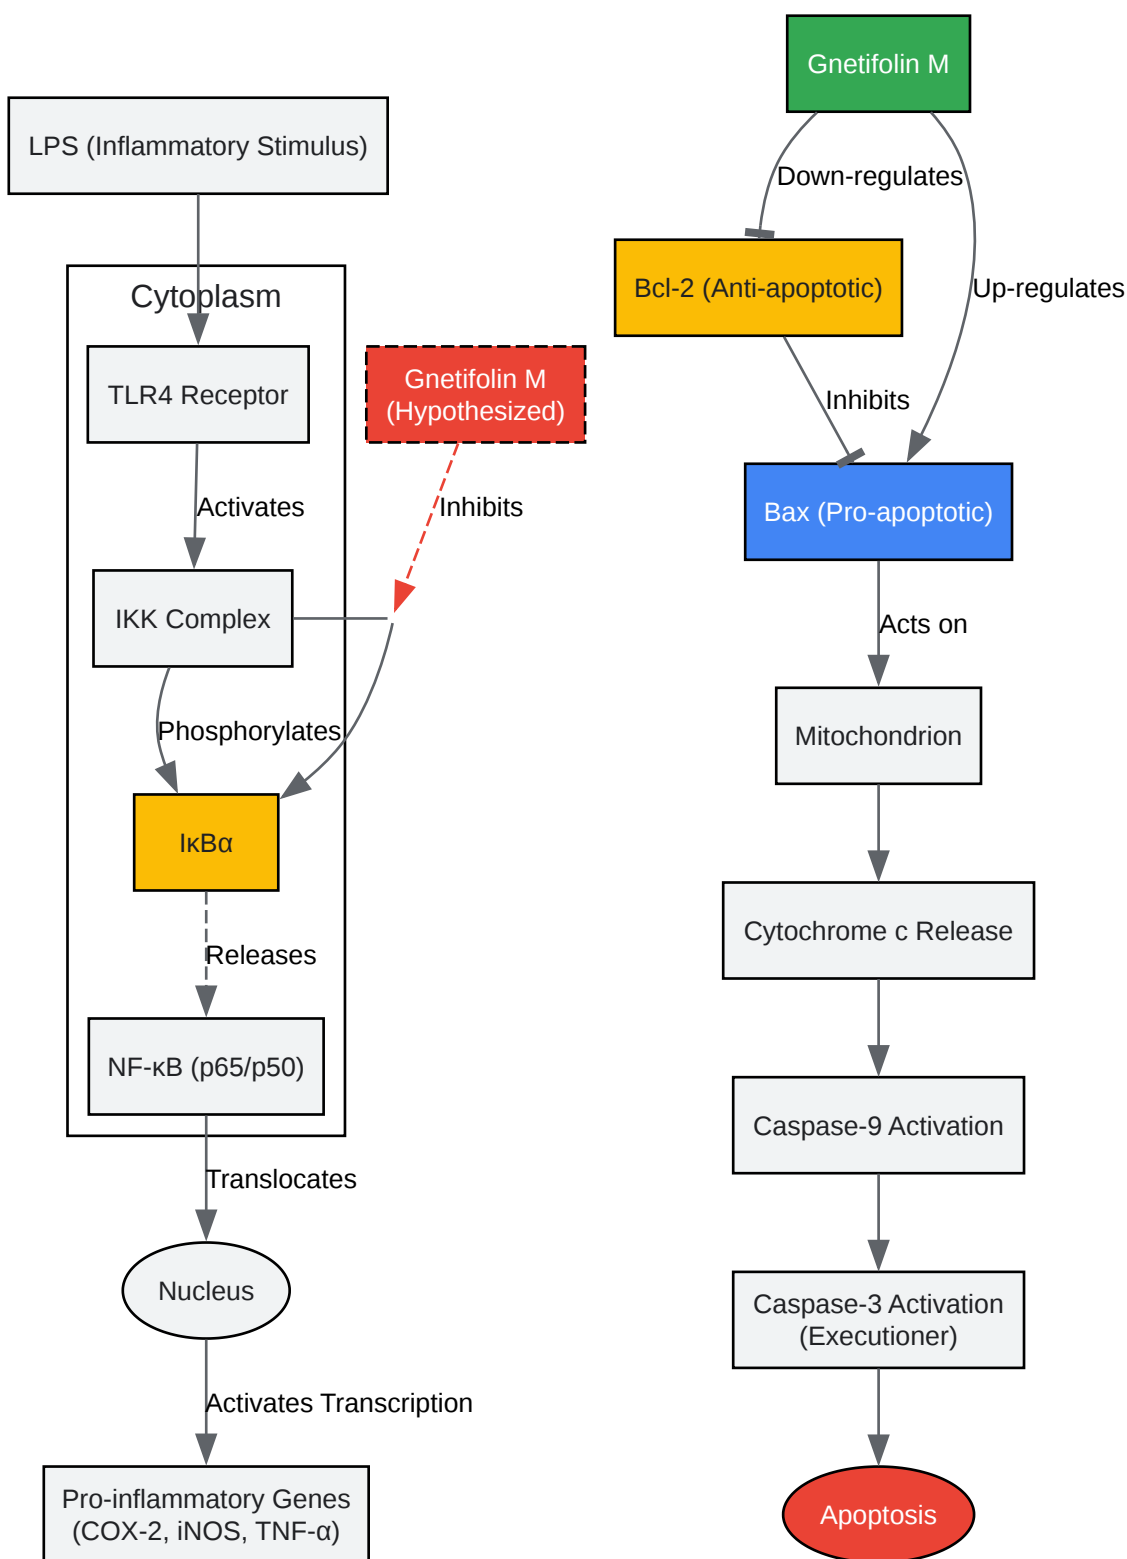 LPS (Inflammatory Stimulus)
Cytoplasm
TLR4 Receptor
Gnetifolin M
(Hypothesized)
Activates
Inhibits
IKK Complex
Phosphorylates
IκBα
Releases
NF-κB (p65/p50)
Translocates
Nucleus
Activates Transcription
Pro-inflammatory Genes
(COX-2, iNOS, TNF-α)
Gnetifolin M
Down-regulates
Bcl-2 (Anti-apoptotic)
Up-regulates
Inhibits
Bax (Pro-apoptotic)
Acts on
Mitochondrion
Cytochrome c Release
Caspase-9 Activation
Caspase-3 Activation
(Executioner)
Apoptosis